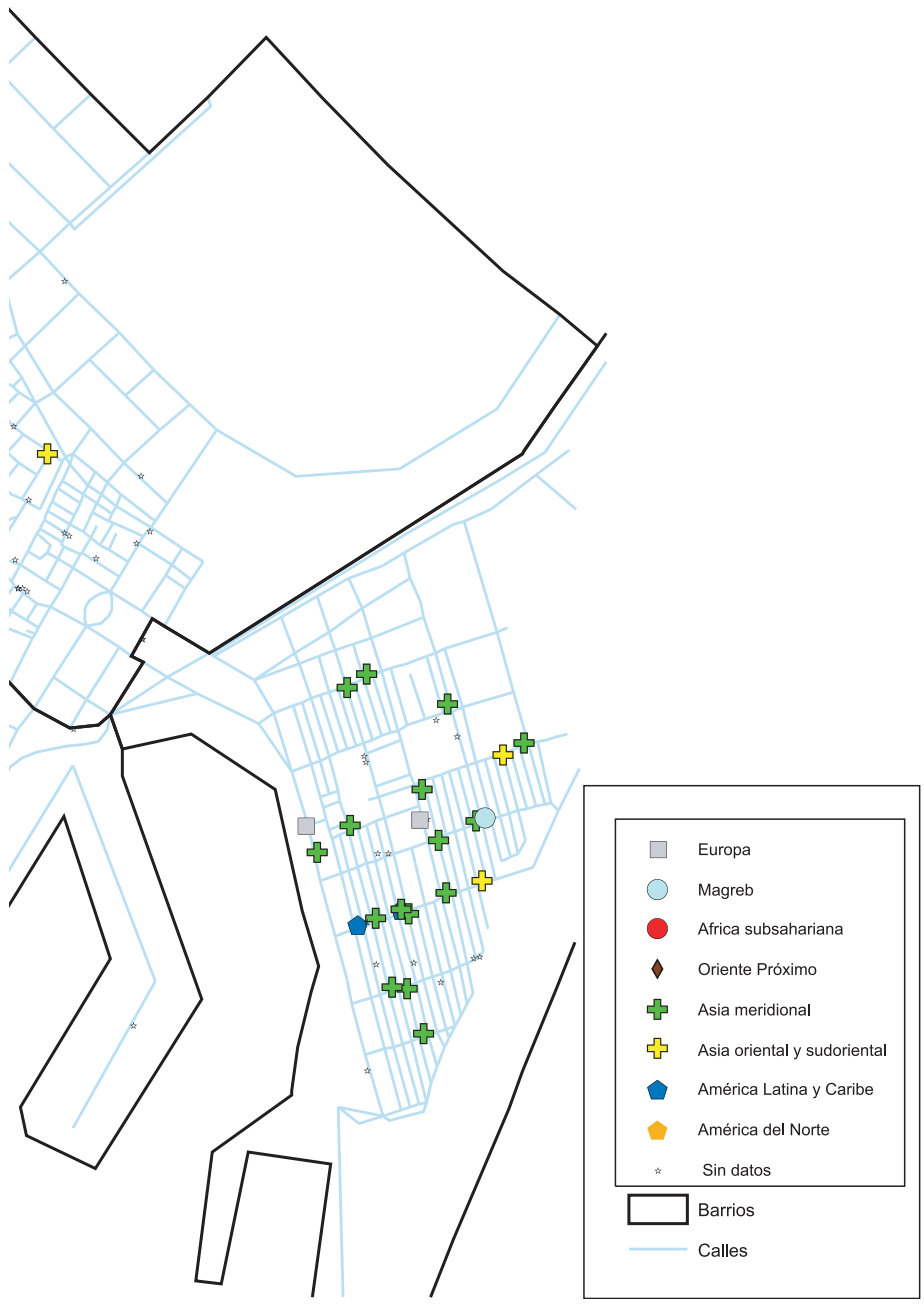 Europa
Magreb
Africa subsahariana
Oriente Próximo
Asia meridional
Asia oriental y sudoriental
América Latina y Caribe
América del Norte
Sin datos
Barrios
Calles